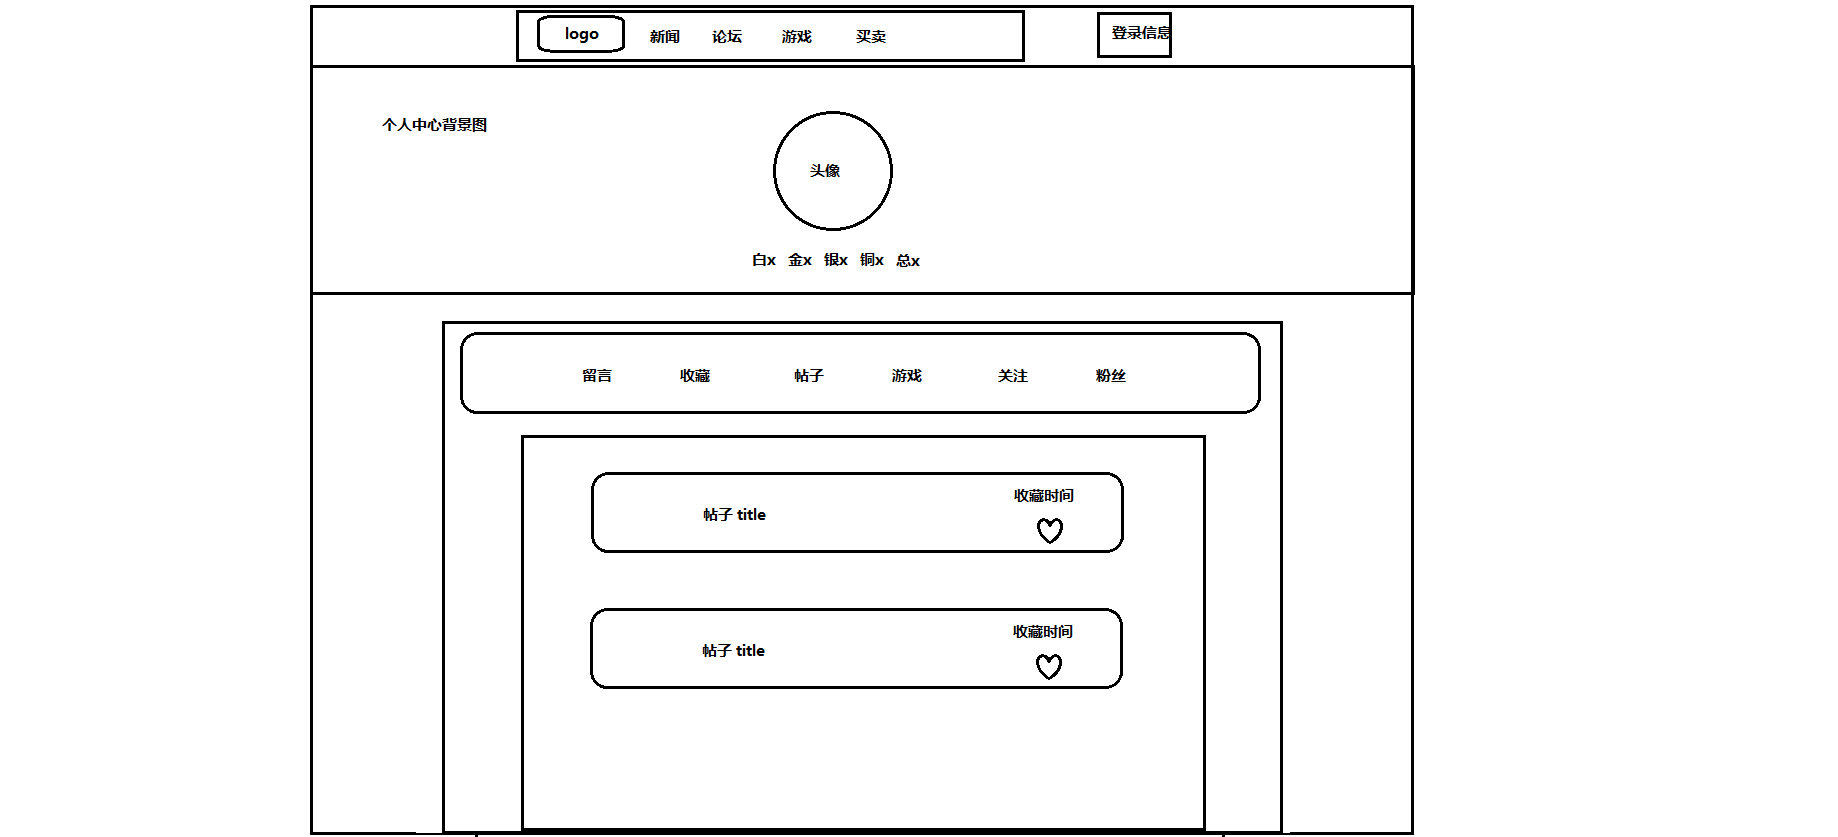 logo 新闻 论坛 游戏 买卖 登录信息
个人中心背景图
头像
白x 金x 银x 铜x 总x
留言 收藏 帖子 游戏 关注 粉丝
收藏时间
帖子 title
收藏时间
帖子 title